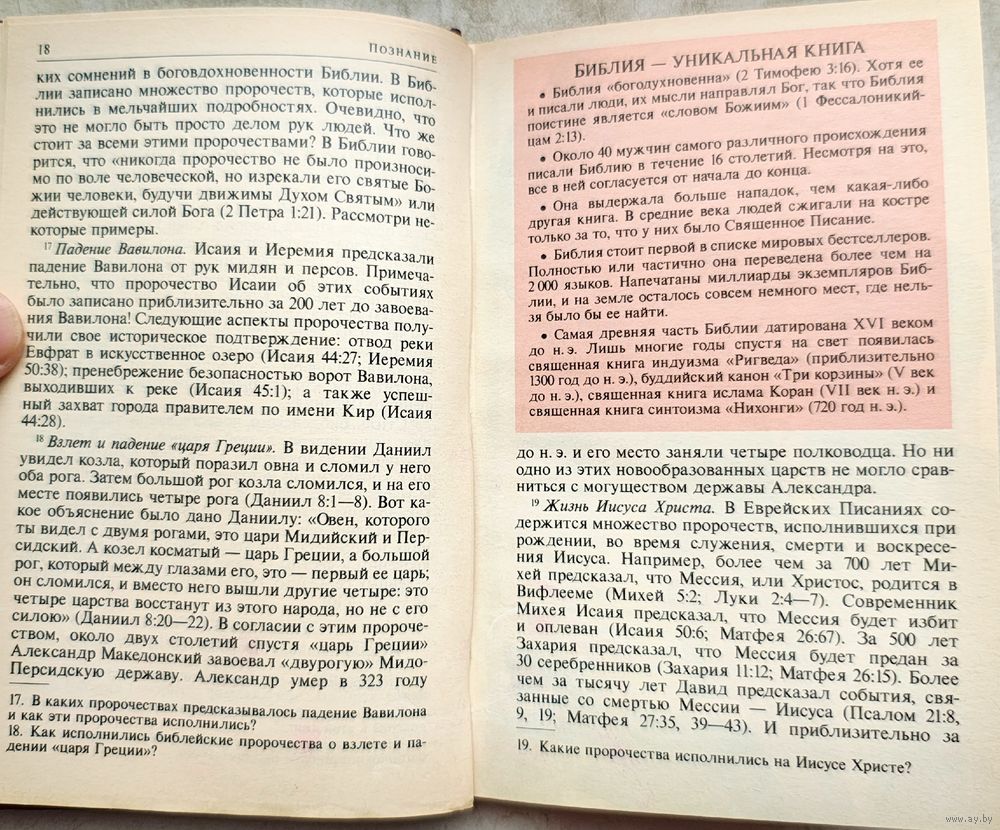 18
ПОЗНАНИЕ
ких сомнений в боговдохновенности Библии. В Биб-
лии записано множество пророчеств, которые испол-
нились в мельчайших подробностях. Очевидно, что
это не могло быть просто делом рук людей. Что же
стоит за всеми этими пророчествами? В Библии гово-
рится, что «никогда пророчество не было произноси-
мо по воле человеческой, но изрекали его святые Бо-
жии человеки, будучи движимы Духом Святым» или
действующей силой Бога (2 Петра 1:21). Рассмотри не-
которые примеры.
17 Падение Вавилона. Исаия и Иеремия предсказали
падение Вавилона от рук мидян и персов. Примеча-
тельно, что пророчество Исаии об этих событиях
было записано приблизительно за 200 лет до завоева-
ния Вавилона! Следующие аспекты пророчества полу-
чили свое историческое подтверждение: отвод реки
Евфрат в искусственное озеро (Исаия 44:27; Иеремия
50:38); пренебрежение безопасностью ворот Вавилона,
выходивших к реке (Исаия 45:1); а также успеш-
ный захват города правителем по имени Кир (Исаия
44:28).
18 Взлет и падение «царя Греции». В видении Даниил
увидел козла, который поразил овна и сломил у него
оба рога. Затем большой рог козла сломился, и на его
месте появились четыре рога (Даниил 8:1—8). Вот ка-
кое объяснение было дано Даниилу: «Овен, которого
ты видел с двумя рогами, это цари Мидийский и Пер-
сидский. А козел косматый — царь Греции, а большой
рог, который между глазами его, это — первый ее царь;
он сломился, и вместо него вышли другие четыре: это
четыре царства восстанут из этого народа, но не с его
силою» (Даниил 8:20—22). В согласии с этим пророче-
ством, около двух столетий спустя «царь Греции»
Александр Македонский завоевал «двурогую» Мидо-
Персидскую державу. Александр умер в 323 году
17. В каких пророчествах предсказывалось падение Вавилона
и как эти пророчества исполнились?
18. Как исполнились библейские пророчества о взлете и па-
дении «царя Греции»?
БИБЛИЯ — УНИКАЛЬНАЯ КНИГА
• Библия «богодухновенна» (2 Тимофею 3:16). Хотя ее
и писали люди, их мысли направлял Бог, так что Библия
поистине является «словом Божиим» (1 Фессалоникий-
цам 2:13).
• Около 40 мужчин самого различного происхождения
писали Библию в течение 16 столетий. Несмотря на это,
все в ней согласуется от начала до конца.
• Она выдержала больше нападок, чем какая-либо
другая книга. В средние века людей сжигали на костре
только за то, что у них было Священное Писание.
• Библия стоит первой в списке мировых бестселлеров.
Полностью или частично она переведена более чем на
2 000 языков. Напечатаны миллиарды экземпляров Биб-
лии, и на земле осталось совсем немного мест, где нель-
зя было бы ее найти.
• Самая древняя часть Библии датирована XVI веком
до н. э. Лишь многие годы спустя на свет появилась
священная книга индуизма «Ригведа» (приблизительно
1300 год до н. э.), буддийский канон «Три корзины» (V век
до н. э.), священная книга ислама Коран (VII век н. э.) и
священная книга синтоизма «Нихонги» (720 год н. э.).
до н. э. и его место заняли четыре полководца. Но ни
одно из этих новообразованных царств не могло срав-
ниться с могуществом державы Александра.
19 Жизнь Иисуса Христа. В Еврейских Писаниях со-
держится множество пророчеств, исполнившихся при
рождении, во время служения, смерти и воскресе-
ния Иисуса. Например, более чем за 700 лет Ми-
хей предсказал, что Мессия, или Христос, родится в
Вифлееме (Михей 5:2; Луки 2:4—7). Современник
Михея Исаия предсказал, что Мессия будет избит
и оплеван (Исаия 50:6; Матфея 26:67). За 500 лет
Захария предсказал, что Мессия будет предан за
30 серебренников (Захария 11:12; Матфея 26:15). Более
чем за тысячу лет Давид предсказал события, свя-
занные со смертью Мессии — Иисуса (Псалом 21:8,
9, 19; Матфея 27:35, 39—43). И приблизительно за
19. Какие пророчества исполнились на Иисусе Христе?
www.ay.by